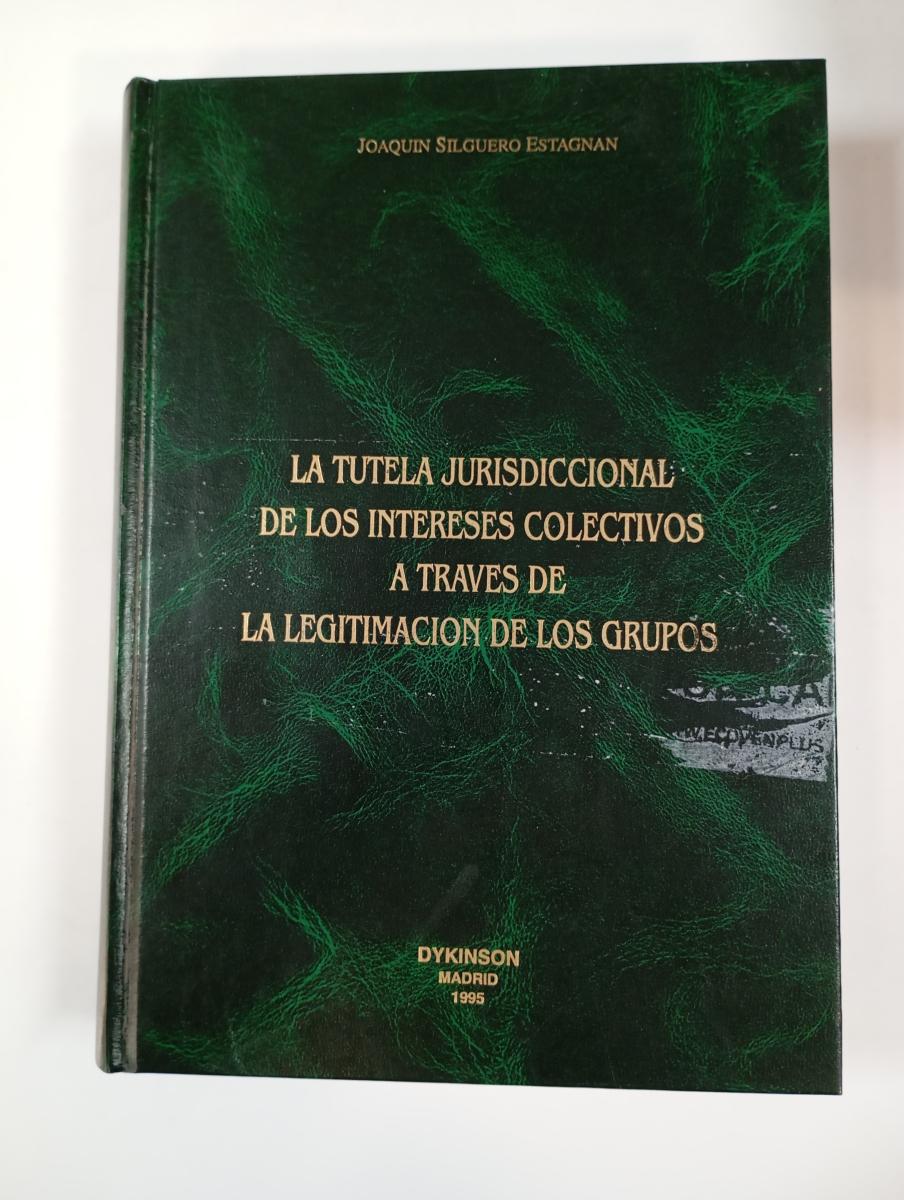 JOAQUIN SILGUERO ESTAGNAN
LA TUTELA JURISDICCIONAL
DE LOS INTERESES COLECTIVOS
A TRAVES DE
LA LEGITIMACION DE LOS GRUPOS
DYKINSON
MADRID
1995